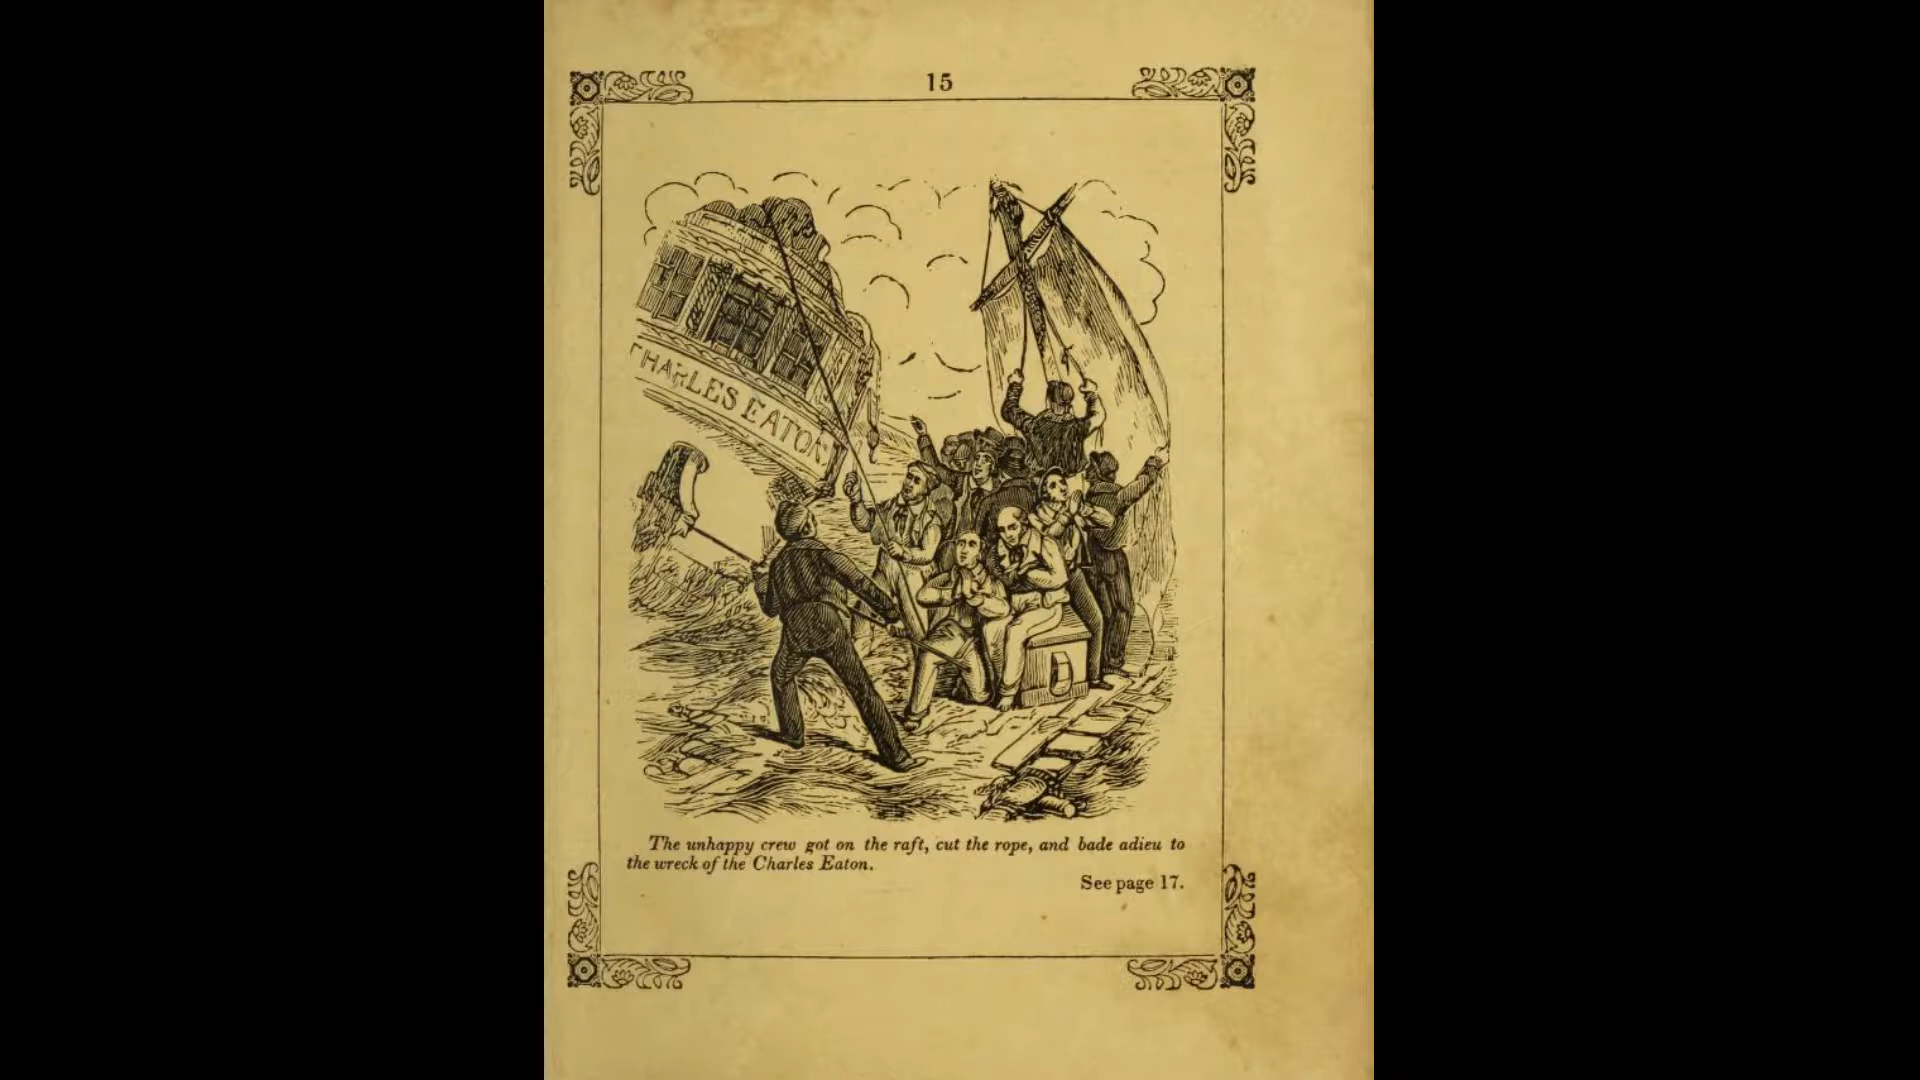 15
CHARLES EATON
The unhappy crew got on the raft, cut the rope, and bade adieu to
the wreck of the Charles Eaton.
See page 17.